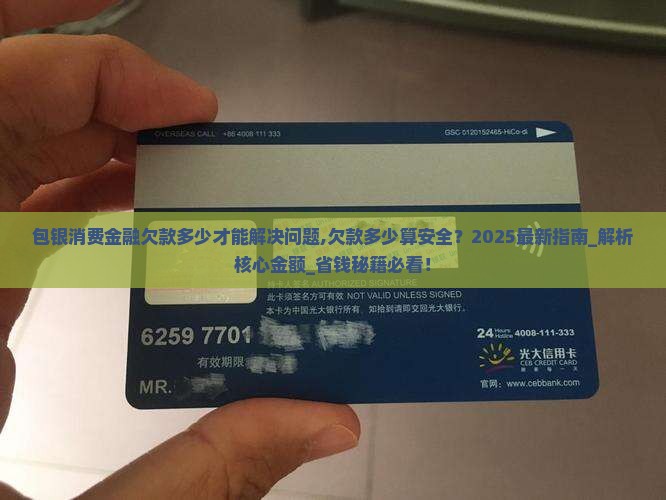 OVERSEAS CALL: +86 4008 111 333
GSC 0120152465-HiCo-di
包银消费金融欠款多少才能解决问题,欠款多少算安全？2025最新指南_解析
核心金额_省钱秘籍必看！
持卡人签名 AUTHORIZED SIGNATURE
此卡须签名方可有效 NOT VALID UNLESS SIGNED
本卡为中国光大银行所有，如拾到请即交回光大银行。
6259 7701
24 Hours Hotline 4008-111-333
有效期限
光大信用卡
CEB CREDIT CARD
MR.
官网：www.cebbank.com